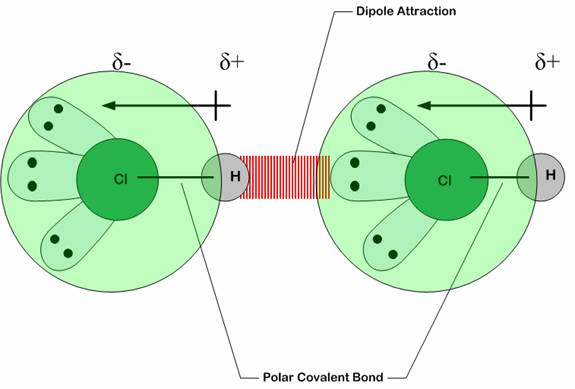 Dipole Attraction
δ- δ+ δ- δ+
Cl H Cl H
Polar Covalent Bond